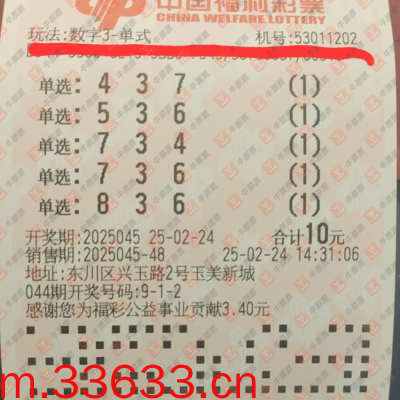 中国福利彩票
CHINA WELFARE LOTTERY
玩法:数字3-单式 机号:53011202
单选: 4 3 7 (1)
单选: 5 3 6 (1)
单选: 7 3 4 (1)
单选: 7 3 6 (1)
单选: 8 3 6 (1)
开奖期:2025045 25-02-24 合计10元
销售期:2025045-48 25-02-24 14:31:06
地址:东川区兴玉路2号玉美新城
044期开奖号码:9-1-2
感谢您为福彩公益事业贡献3.40元
m.33633.cn